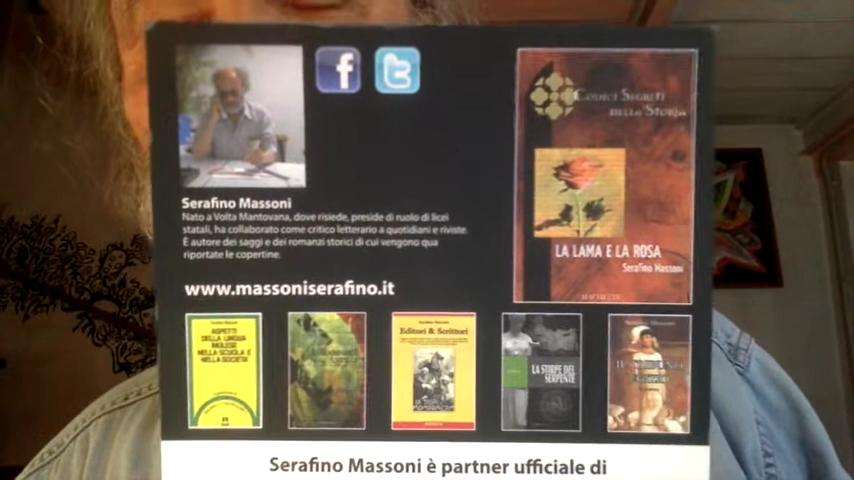 f
t
CODICI SEGRETI
NELLA STORIA
LA LAMA E LA ROSA
Serafino Massoni
HACHETTE
Serafino Massoni
Nato a Volta Mantovana, dove risiede, preside di ruolo di licei
statali, ha collaborato come critico letterario a quotidiani e riviste.
È autore dei saggi e dei romanzi storici di cui vengono qua
riportate le copertine.
www.massoniserafino.it
ASPETTI
DELLA LINGUA
INGLESE
NELLA SCUOLA E
NELLA SOCIETÀ
Editori & Scrittori
LA STIRPE DEL
SERPENTE
Serafino Massoni è partner ufficiale di